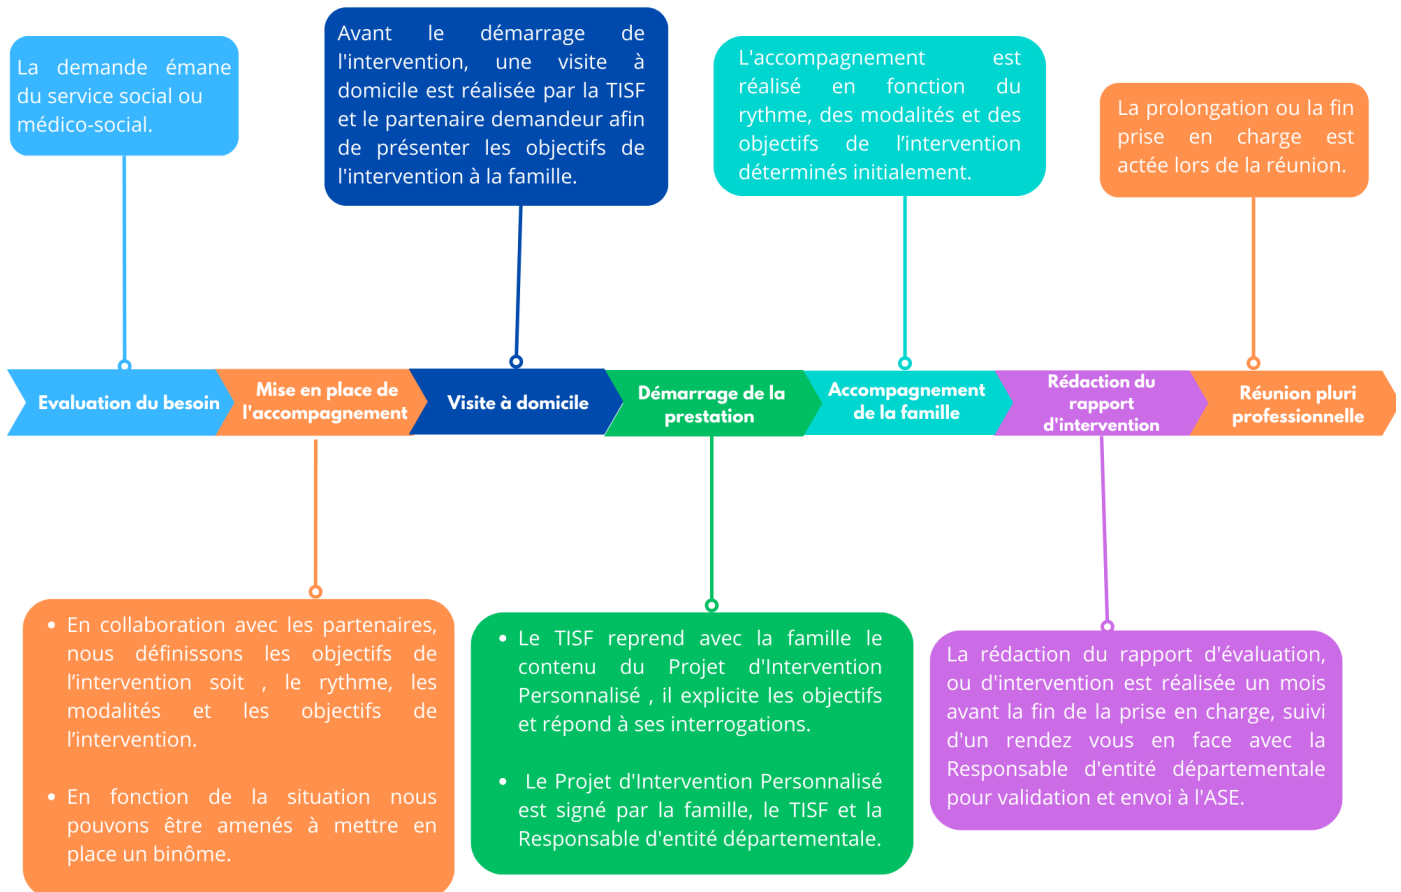 La demande émane
du service social ou
médico-social.
Avant le démarrage de
l'intervention, une visite à
domicile est réalisée par la TISF
et le partenaire demandeur afin
de présenter les objectifs de
l'intervention à la famille.
L'accompagnement est
réalisé en fonction du
rythme, des modalités et des
objectifs de l’intervention
déterminés initialement.
La prolongation ou la fin
prise en charge est
actée lors de la réunion.
Evaluation du besoin
Mise en place de
l'accompagnement
Visite à domicile
Démarrage de la
prestation
Accompagnement
de la famille
Rédaction du
rapport
d'intervention
Réunion pluri
professionnelle
• En collaboration avec les partenaires,
nous définissons les objectifs de
l’intervention soit , le rythme, les
modalités et les objectifs de
l’intervention.
• En fonction de la situation nous
pouvons être amenés à mettre en
place un binôme.
• Le TISF reprend avec la famille le
contenu du Projet d'Intervention
Personnalisé , il explicite les objectifs
et répond à ses interrogations.
• Le Projet d'Intervention Personnalisé
est signé par la famille, le TISF et la
Responsable d'entité départementale.
La rédaction du rapport d'évaluation,
ou d'intervention est réalisée un mois
avant la fin de la prise en charge, suivi
d'un rendez vous en face avec la
Responsable d'entité départementale
pour validation et envoi à l'ASE.